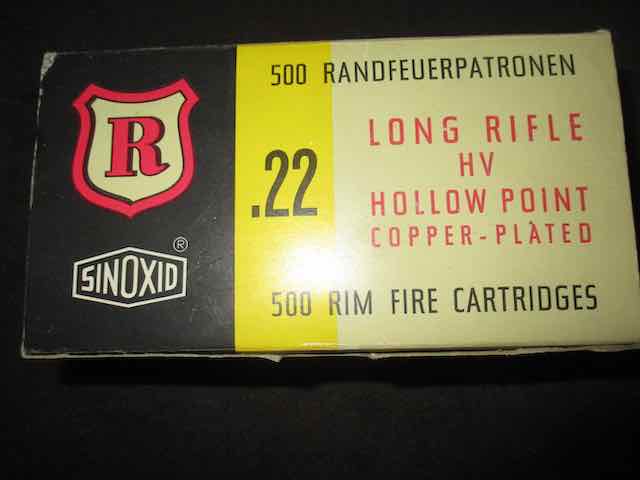 R
SINOXID ®
.22
500 RANDFEUERPATRONEN
LONG RIFLE
HV
HOLLOW POINT
COPPER-PLATED
500 RIM FIRE CARTRIDGES